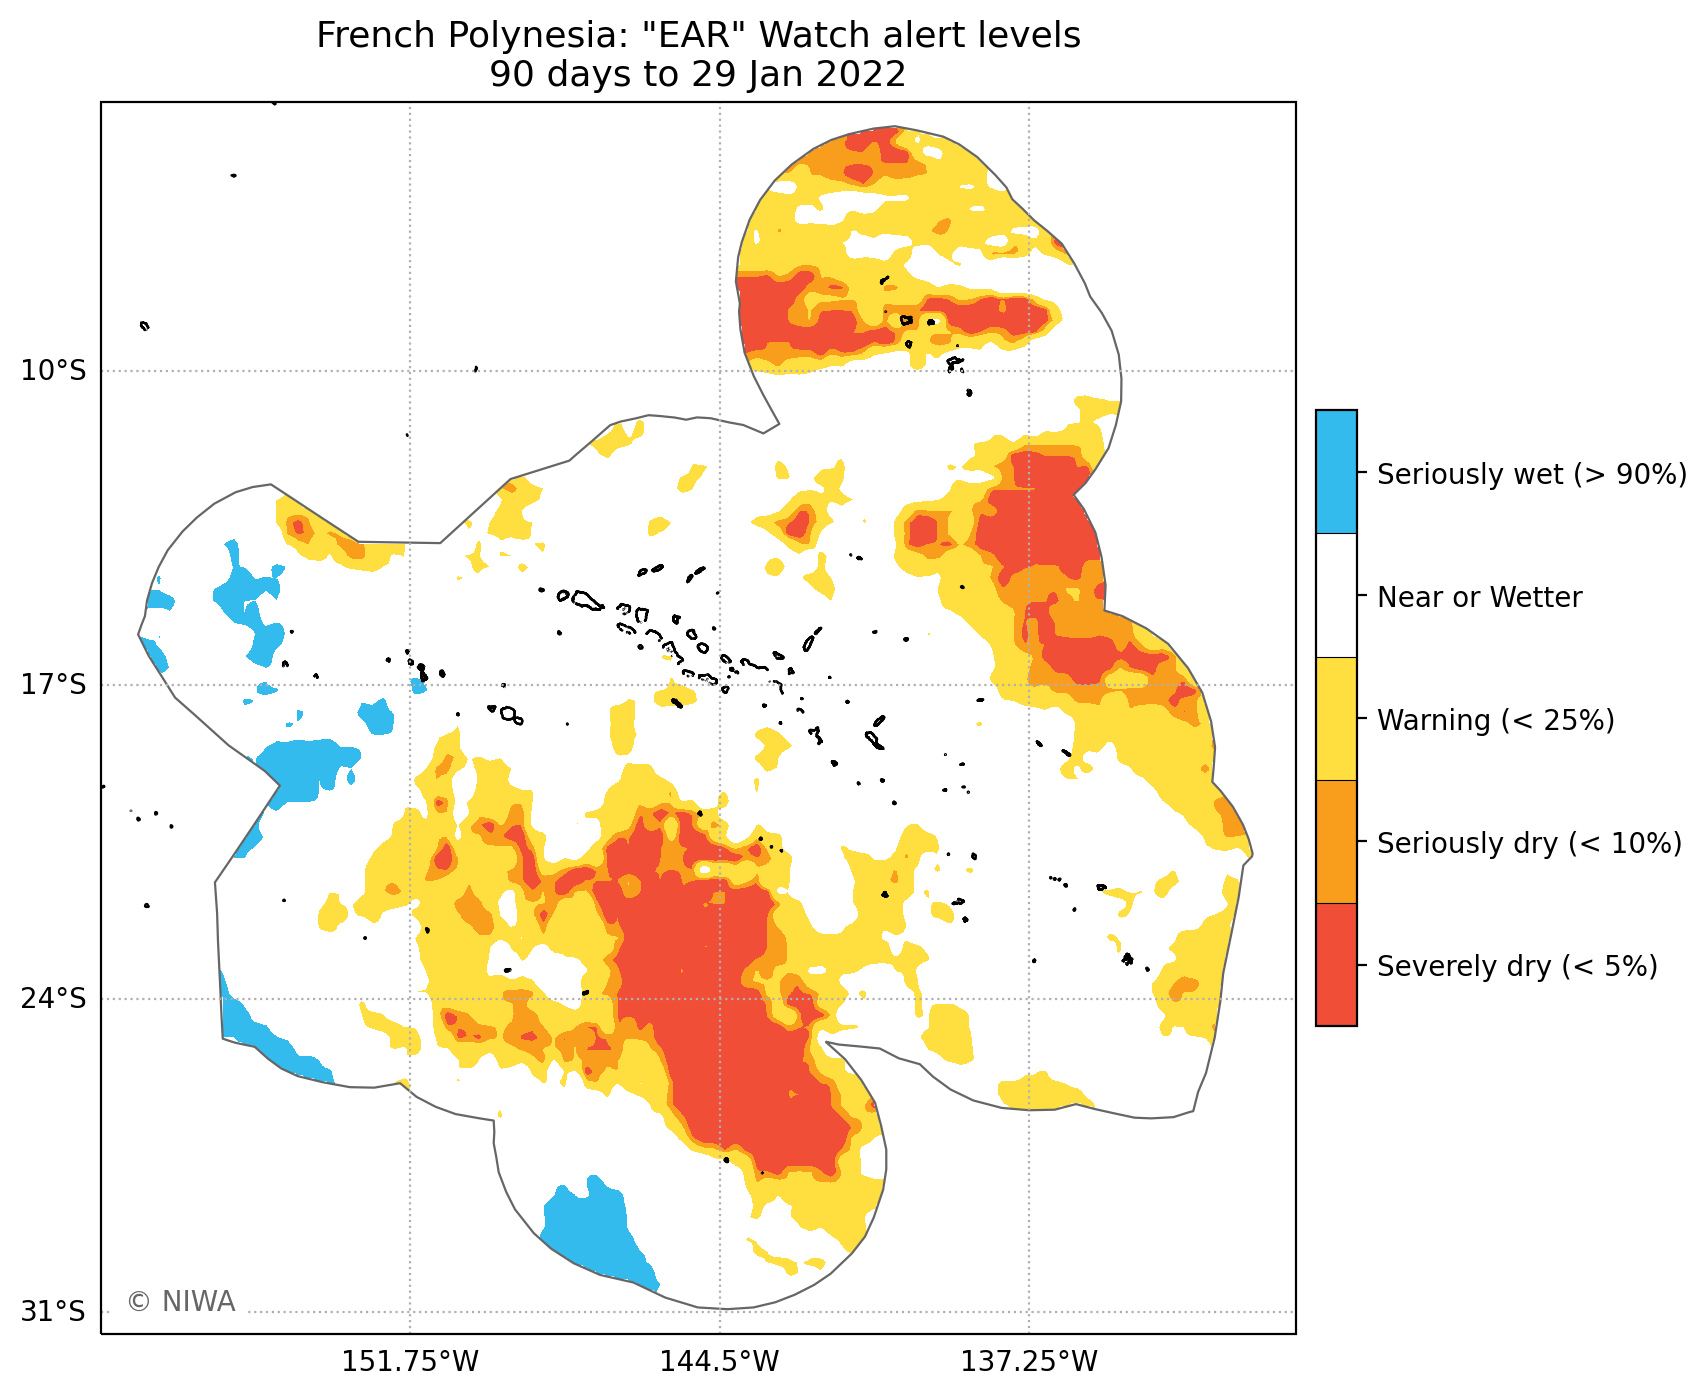 French Polynesia: "EAR" Watch alert levels
90 days to 29 Jan 2022
10°S
17°S
24°S
31°S
151.75°W
144.5°W
137.25°W
© NIWA
Seriously wet (> 90%)
Near or Wetter
Warning (< 25%)
Seriously dry (< 10%)
Severely dry (< 5%)